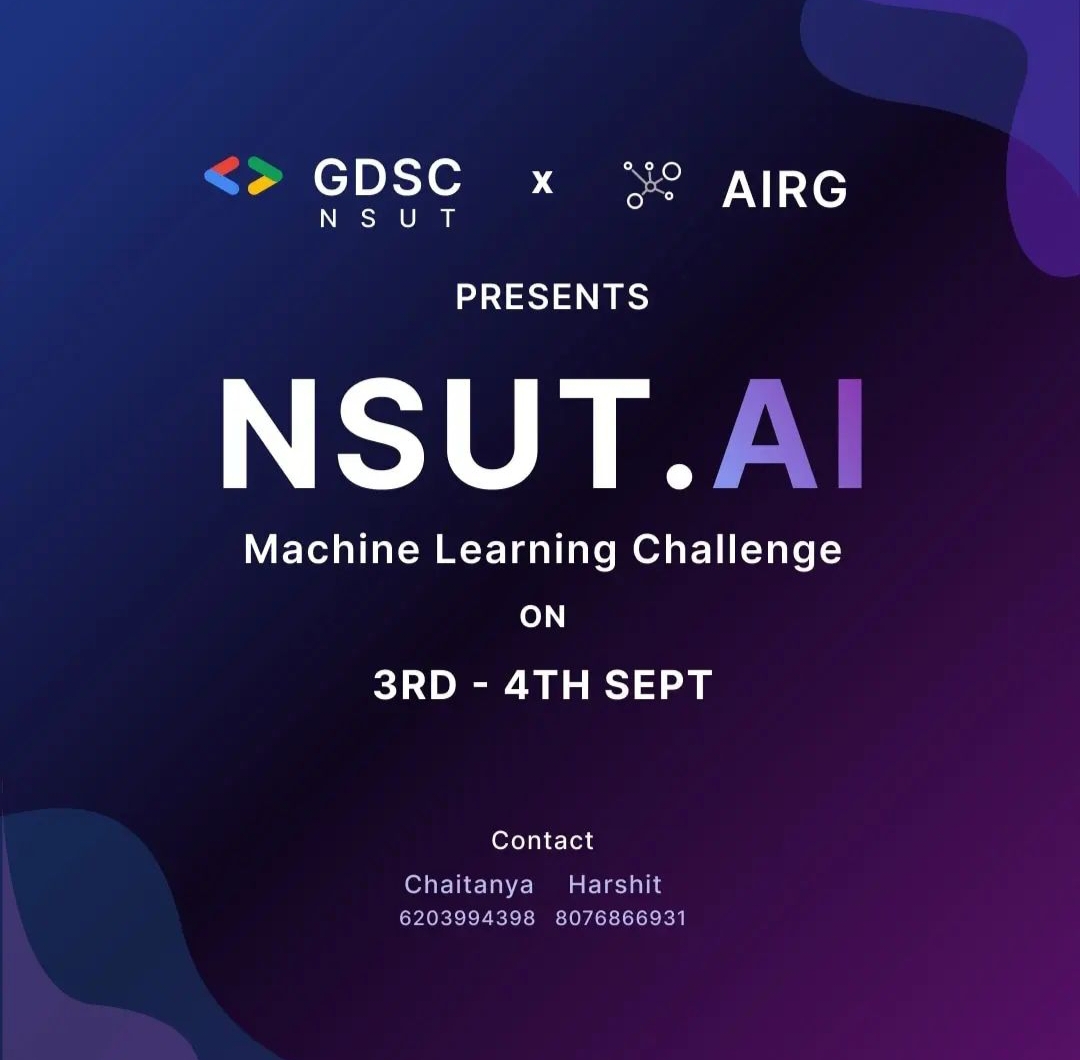 GDSC x AIRG
NSUT
PRESENTS
NSUT.AI
Machine Learning Challenge
ON
3RD - 4TH SEPT
Contact
Chaitanya Harshit
6203994398 8076866931